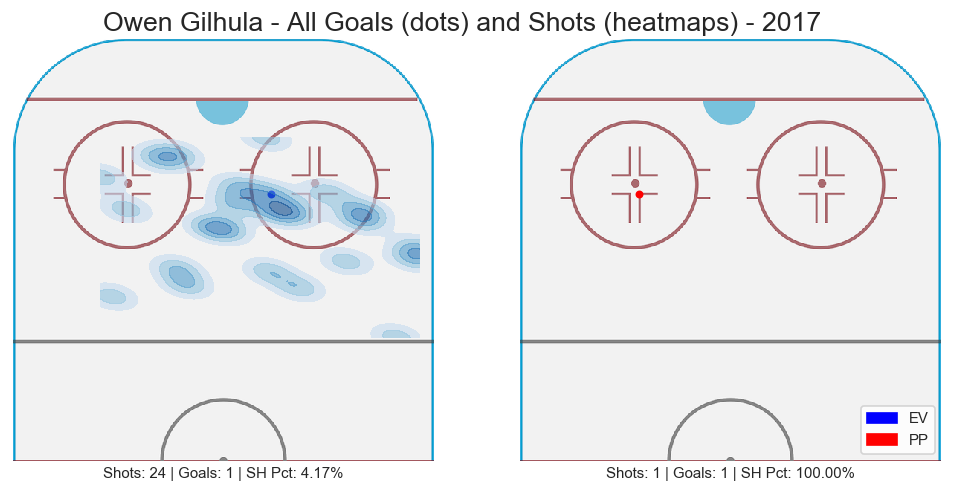 Owen Gilhula - All Goals (dots) and Shots (heatmaps) - 2017
EV
PP
Shots: 24 | Goals: 1 | SH Pct: 4.17%
Shots: 1 | Goals: 1 | SH Pct: 100.00%